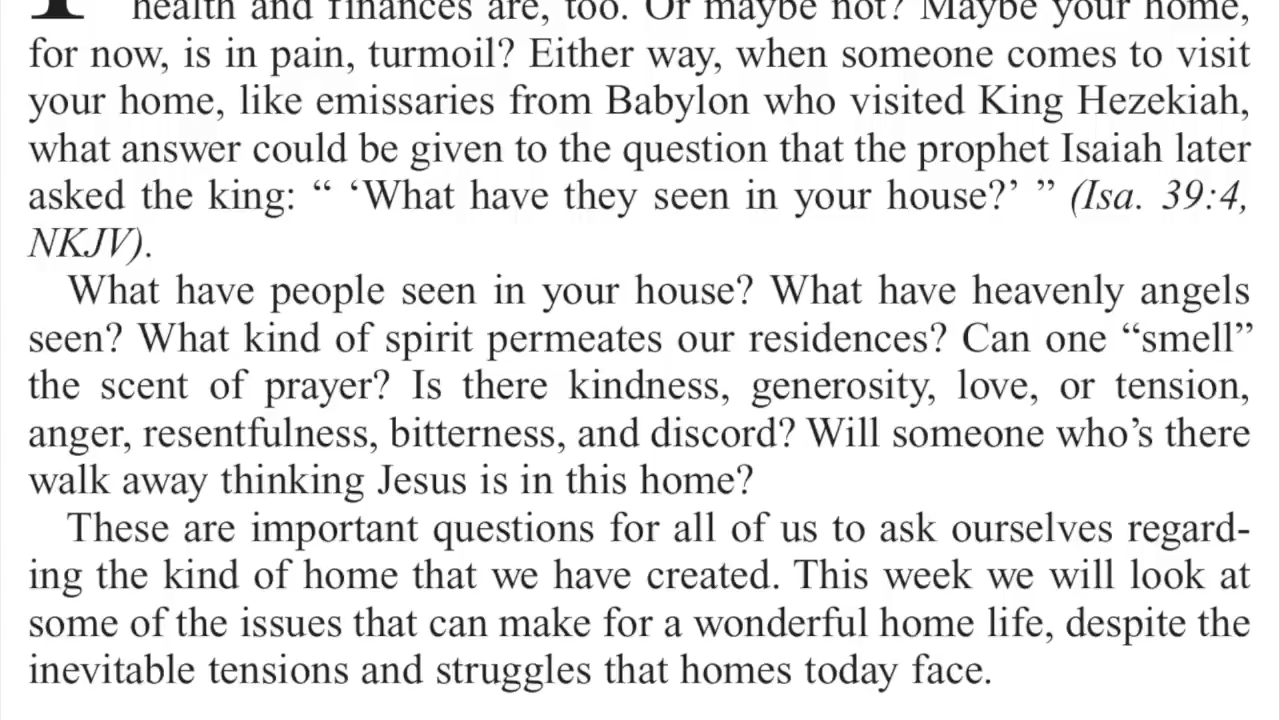 health and finances are, too. Or maybe not? Maybe your home,
for now, is in pain, turmoil? Either way, when someone comes to visit
your home, like emissaries from Babylon who visited King Hezekiah,
what answer could be given to the question that the prophet Isaiah later
asked the king: “ ‘What have they seen in your house?’ ” (Isa. 39:4,
NKJV).
What have people seen in your house? What have heavenly angels
seen? What kind of spirit permeates our residences? Can one “smell”
the scent of prayer? Is there kindness, generosity, love, or tension,
anger, resentfulness, bitterness, and discord? Will someone who’s there
walk away thinking Jesus is in this home?
These are important questions for all of us to ask ourselves regard-
ing the kind of home that we have created. This week we will look at
some of the issues that can make for a wonderful home life, despite the
inevitable tensions and struggles that homes today face.